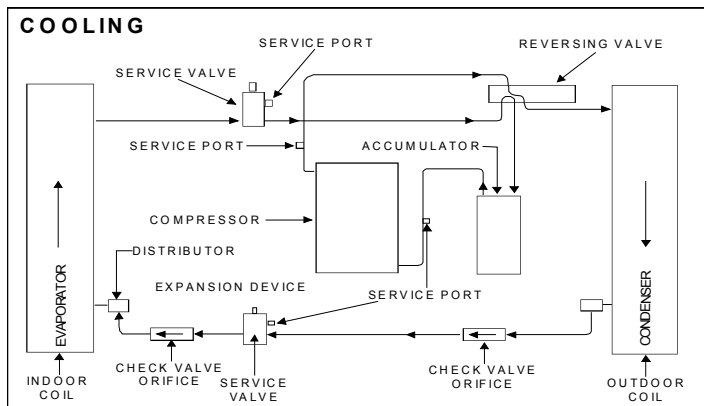 COOLING
SERVICE PORT
REVERSING VALVE
SERVICE VALVE
SERVICE PORT
ACCUMULATOR
COMPRESSOR
DISTRIBUTOR
EXPANSION DEVICE
SERVICE PORT
EVAPORATOR
CONDENSER
INDOOR
COIL
CHECK VALVE
ORIFICE
SERVICE
VALVE
CHECK VALVE
ORIFICE
OUTDOOR
COIL